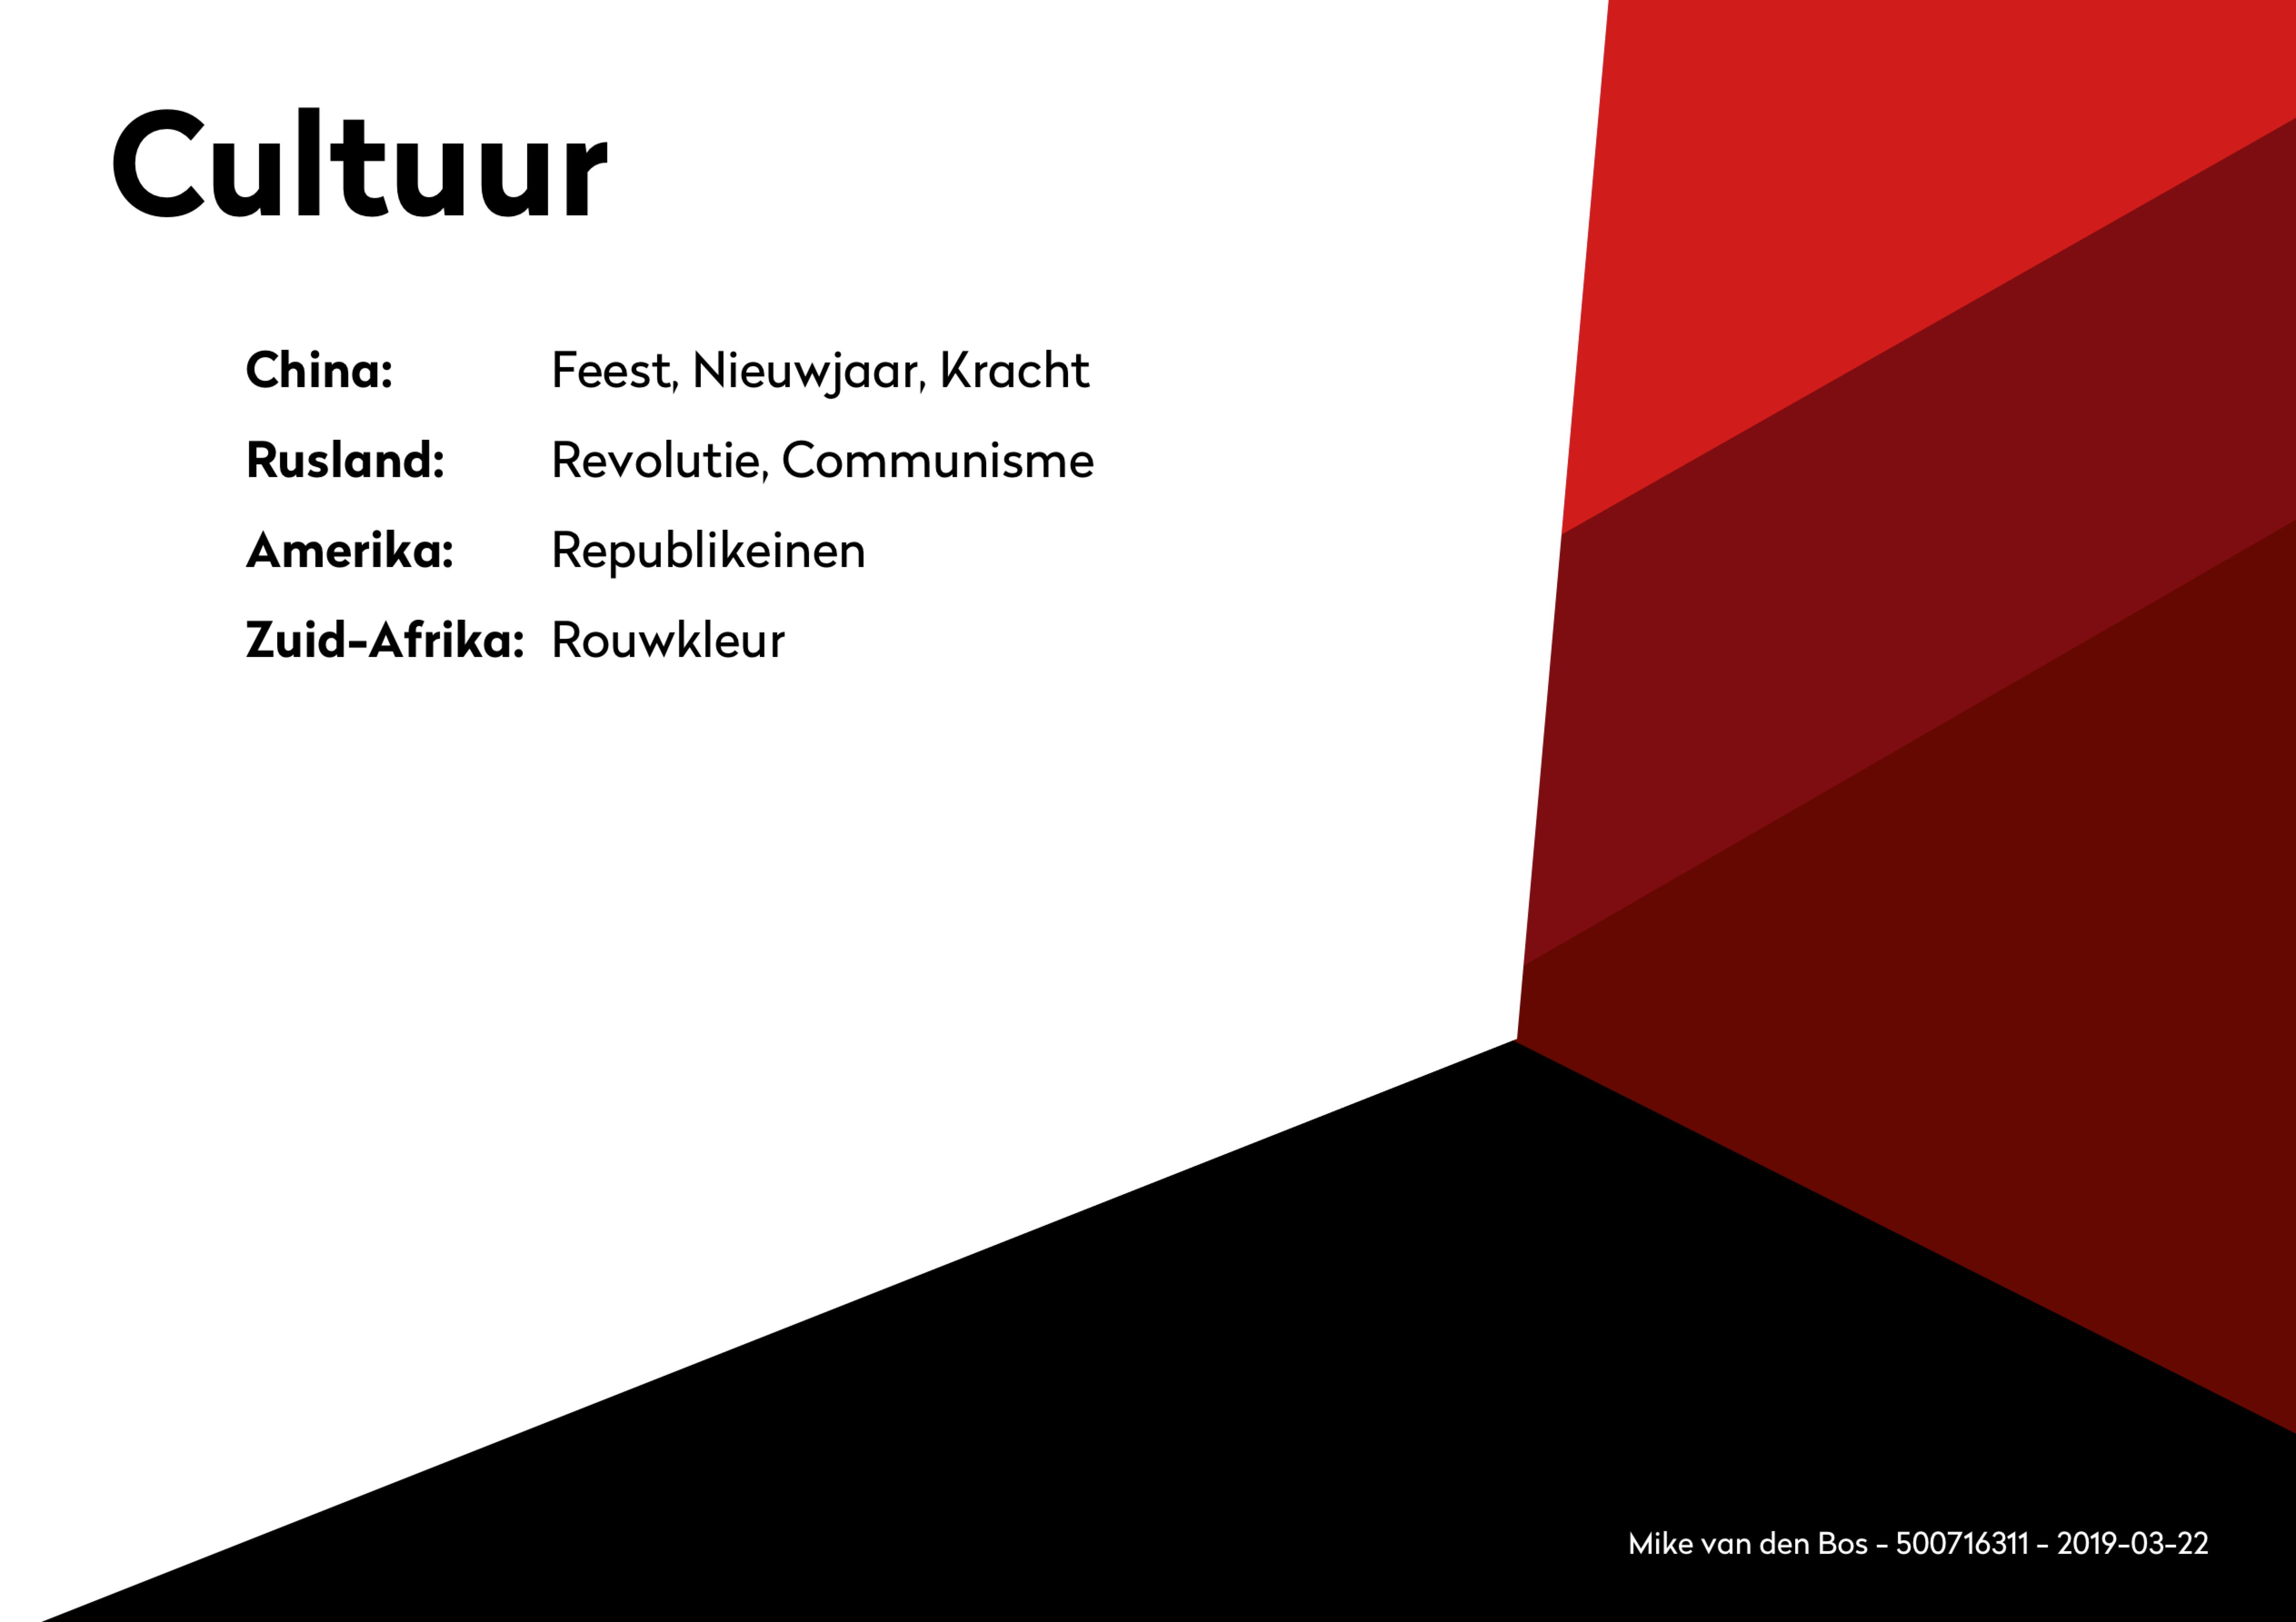 Cultuur
China: Feest, Nieuwjaar, Kracht
Rusland: Revolutie, Communisme
Amerika: Republikeinen
Zuid-Afrika: Rouwkleur
Mike van den Bos - 500716311 - 2019-03-22